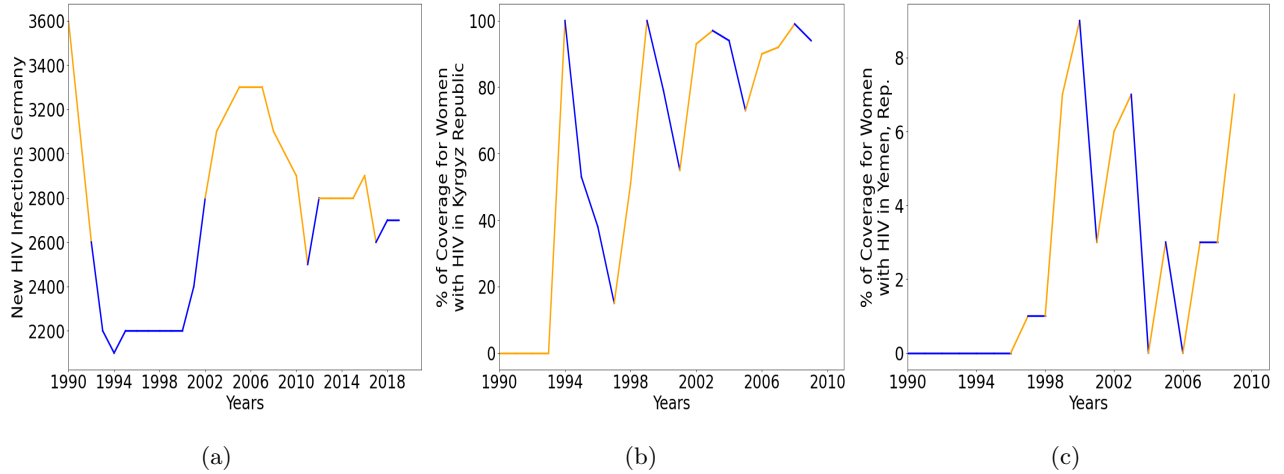 New HIV Infections Germany
3600
3400
3200
3000
2800
2600
2400
2200
1990 1994 1998 2002 2006 2010 2014 2018
Years
(a)
% of Coverage for Women
with HIV in Kyrgyz Republic
100
80
60
40
20
0
1990 1994 1998 2002 2006 2010
Years
(b)
% of Coverage for Women
with HIV in Yemen, Rep.
8
6
4
2
0
1990 1994 1998 2002 2006 2010
Years
(c)